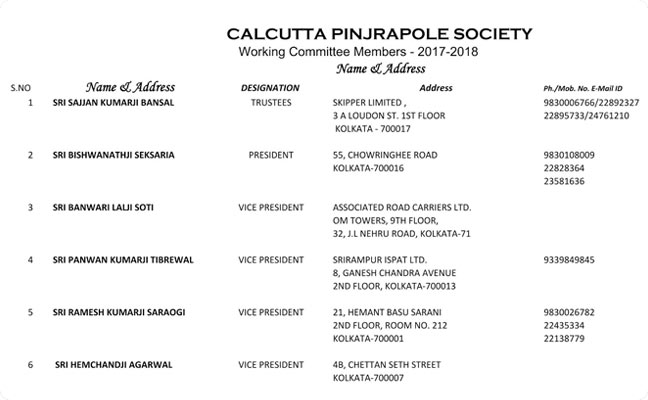 CALCUTTA PINJRAPOLE SOCIETY
Working Committee Members - 2017-2018
Name & Address
S.NO Name & Address DESIGNATION Address Ph./Mob. No. E-Mail ID
1 SRI SAJJAN KUMARJI BANSAL TRUSTEES SKIPPER LIMITED , 9830006766/22892327
3 A LOUDON ST. 1ST FLOOR 22895733/24761210
KOLKATA - 700017
2 SRI BISHWANATHJI SEKSARIA PRESIDENT 55, CHOWRINGHEE ROAD 9830108009
KOLKATA-700016 22828364
23581636
3 SRI BANWARI LALJI SOTI VICE PRESIDENT ASSOCIATED ROAD CARRIERS LTD.
OM TOWERS, 9TH FLOOR,
32, J.L NEHRU ROAD, KOLKATA-71
4 SRI PANWAN KUMARJI TIBREWAL VICE PRESIDENT SRIRAMPUR ISPAT LTD. 9339849845
8, GANESH CHANDRA AVENUE
2ND FLOOR, KOLKATA-700013
5 SRI RAMESH KUMARJI SARAOGI VICE PRESIDENT 21, HEMANT BASU SARANI 9830026782
2ND FLOOR, ROOM NO. 212 22435334
KOLKATA-700001 22138779
6 SRI HEMCHANDJI AGARWAL VICE PRESIDENT 4B, CHETTAN SETH STREET
KOLKATA-700007